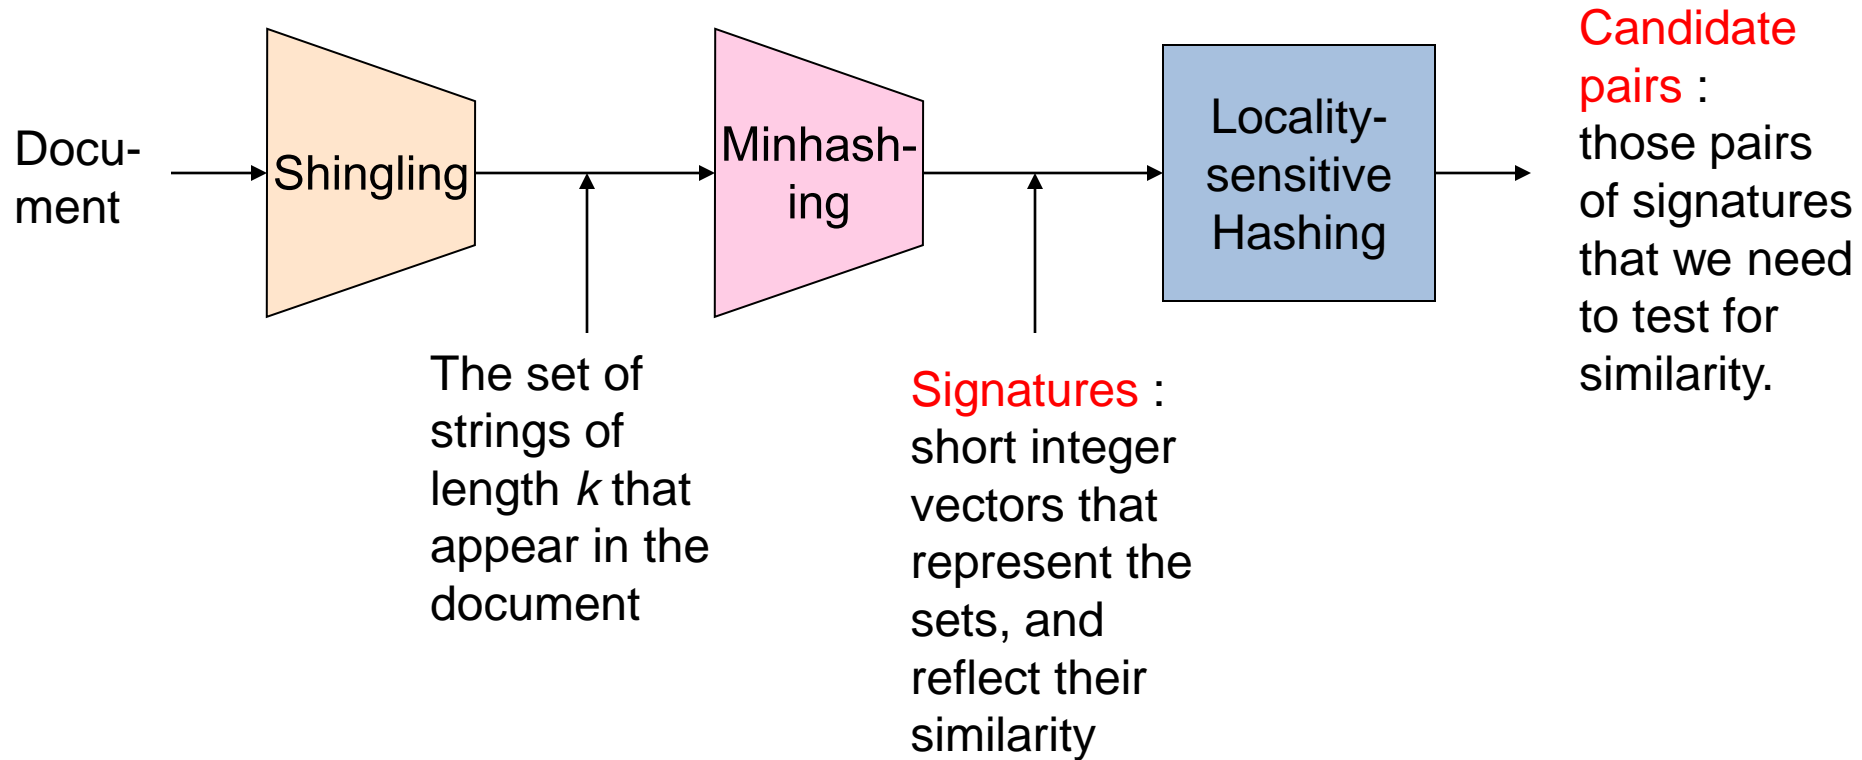 Docu-
ment
Shingling
The set of
strings of
length k that
appear in the
document
Minhash-
ing
Signatures :
short integer
vectors that
represent the
sets, and
reflect their
similarity
Locality-
sensitive
Hashing
Candidate
pairs :
those pairs
of signatures
that we need
to test for
similarity.